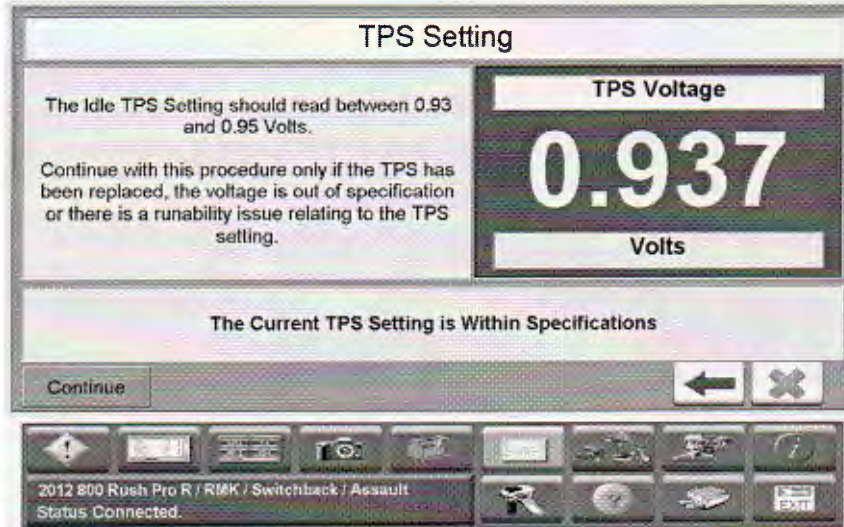 TPS Setting
The Idle TPS Setting should read between 0.93
and 0.95 Volts.
Continue with this procedure only if the TPS has
been replaced, the voltage is out of specification
or there is a runability issue relating to the TPS
setting.
TPS Voltage
0.937
Volts
The Current TPS Setting is Within Specifications
Continue
2012 800 Rush Pro R / RMK / Switchback / Assault
Status Connected.
EXIT